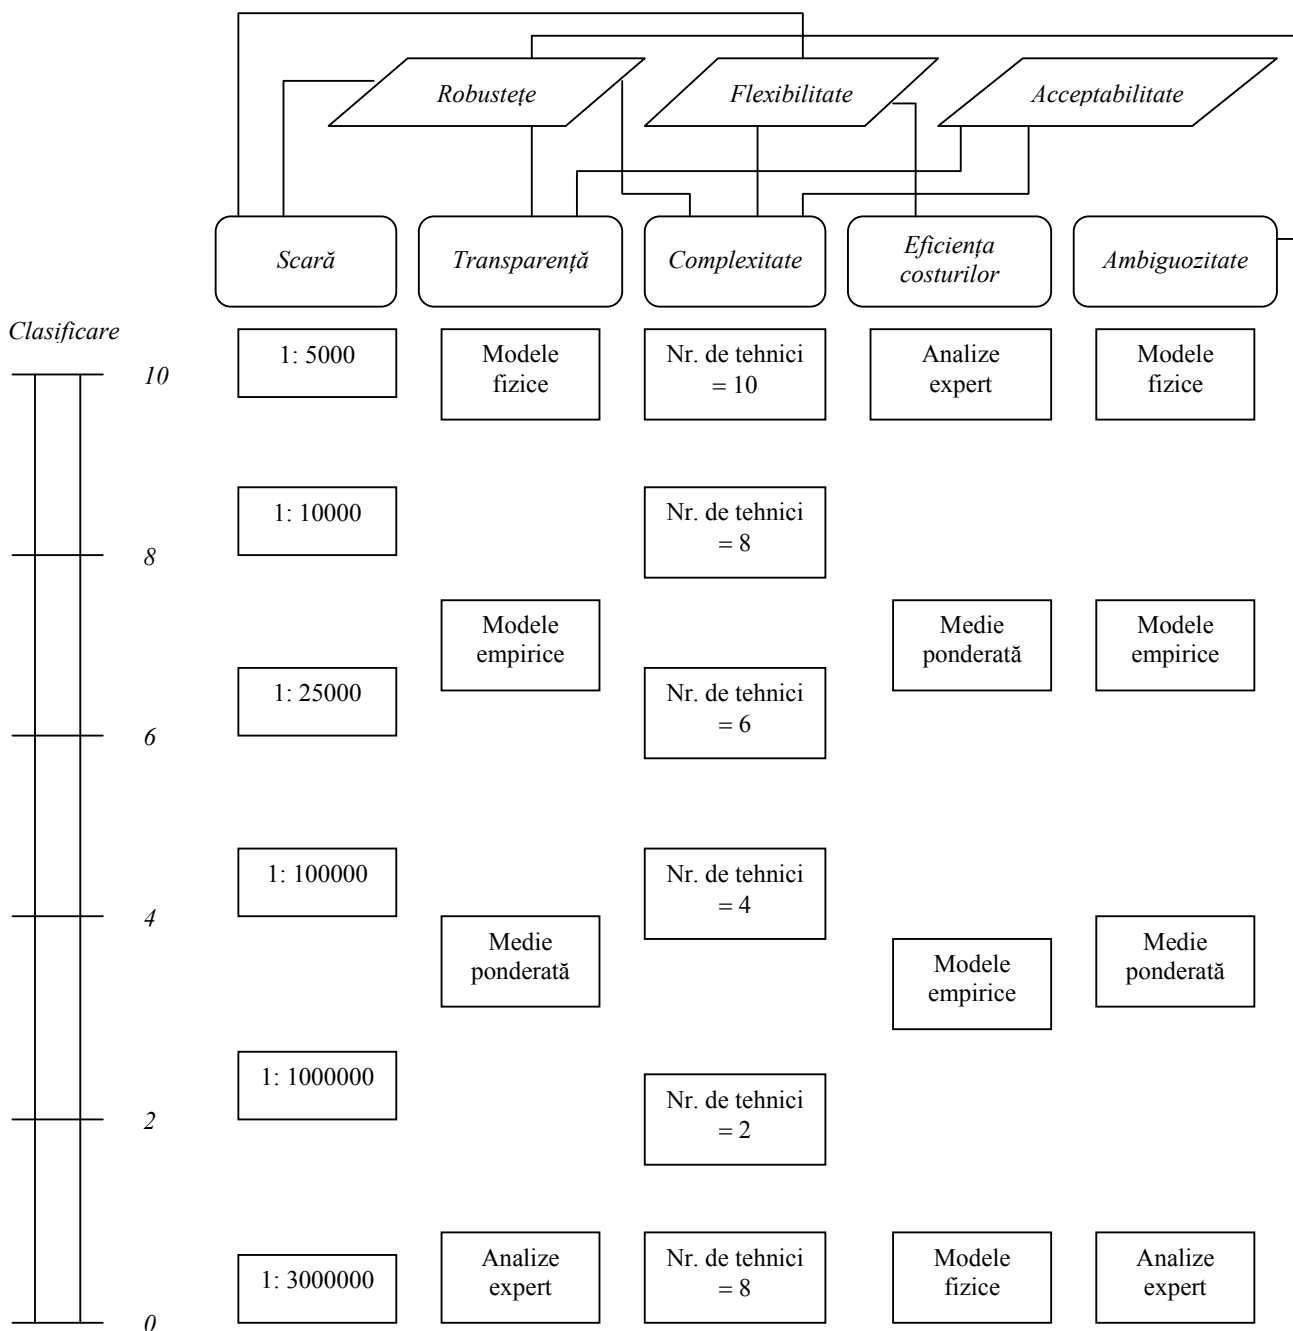 Robustețe
Flexibilitate
Acceptabilitate
Scară
Transparență
Complexitate
Eficiența
costurilor
Ambiguozitate
Clasificare
10
1: 5000
Modele
fizice
Nr. de tehnici
= 10
Analize
expert
Modele
fizice
8
1: 10000
Nr. de tehnici
= 8
Modele
empirice
Medie
ponderată
Modele
empirice
6
1: 25000
Nr. de tehnici
= 6
4
1: 100000
Nr. de tehnici
= 4
Medie
ponderată
Modele
empirice
Medie
ponderată
2
1: 1000000
Nr. de tehnici
= 2
0
1: 3000000
Analize
expert
Nr. de tehnici
= 8
Modele
fizice
Analize
expert